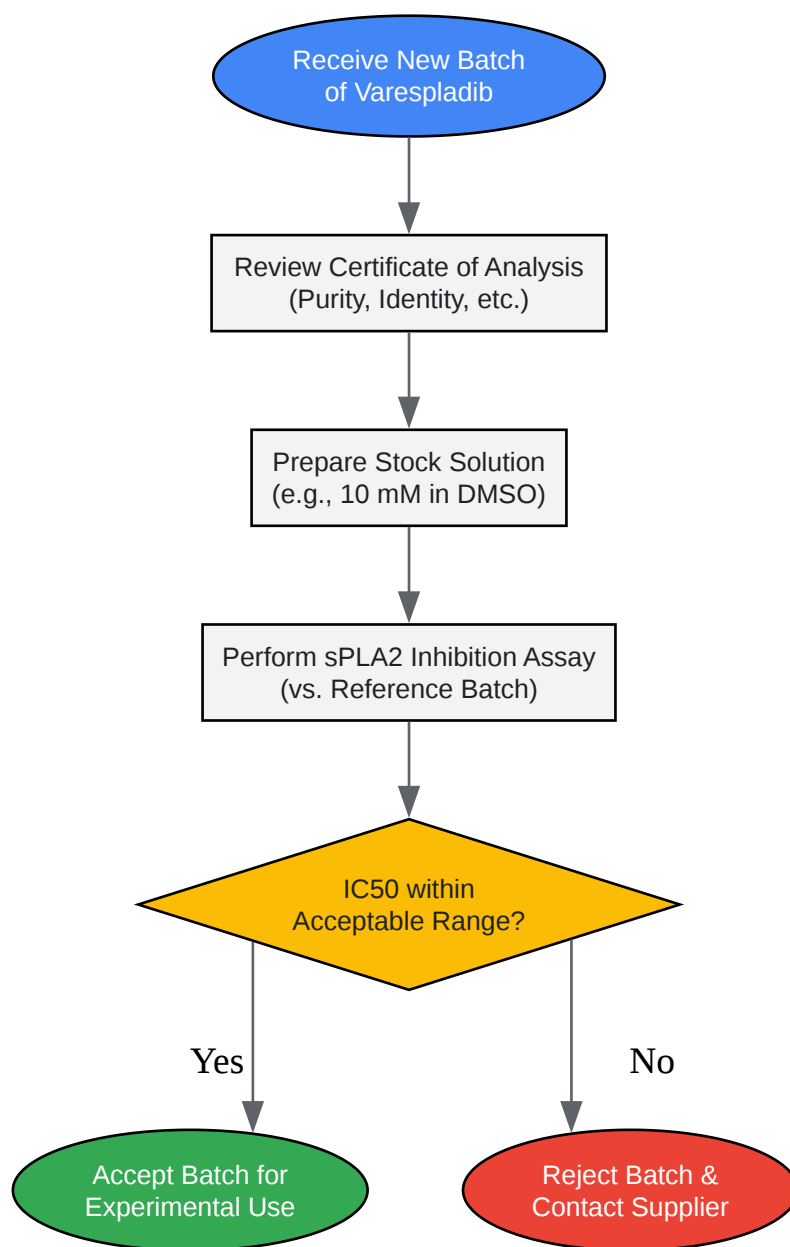 Receive New Batch
of Varespladib
Review Certificate of Analysis
(Purity, Identity, etc.)
Prepare Stock Solution
(e.g., 10 mM in DMSO)
Perform sPLA2 Inhibition Assay
(vs. Reference Batch)
IC50 within
Acceptable Range?
Yes
No
Accept Batch for
Experimental Use
Reject Batch &
Contact Supplier